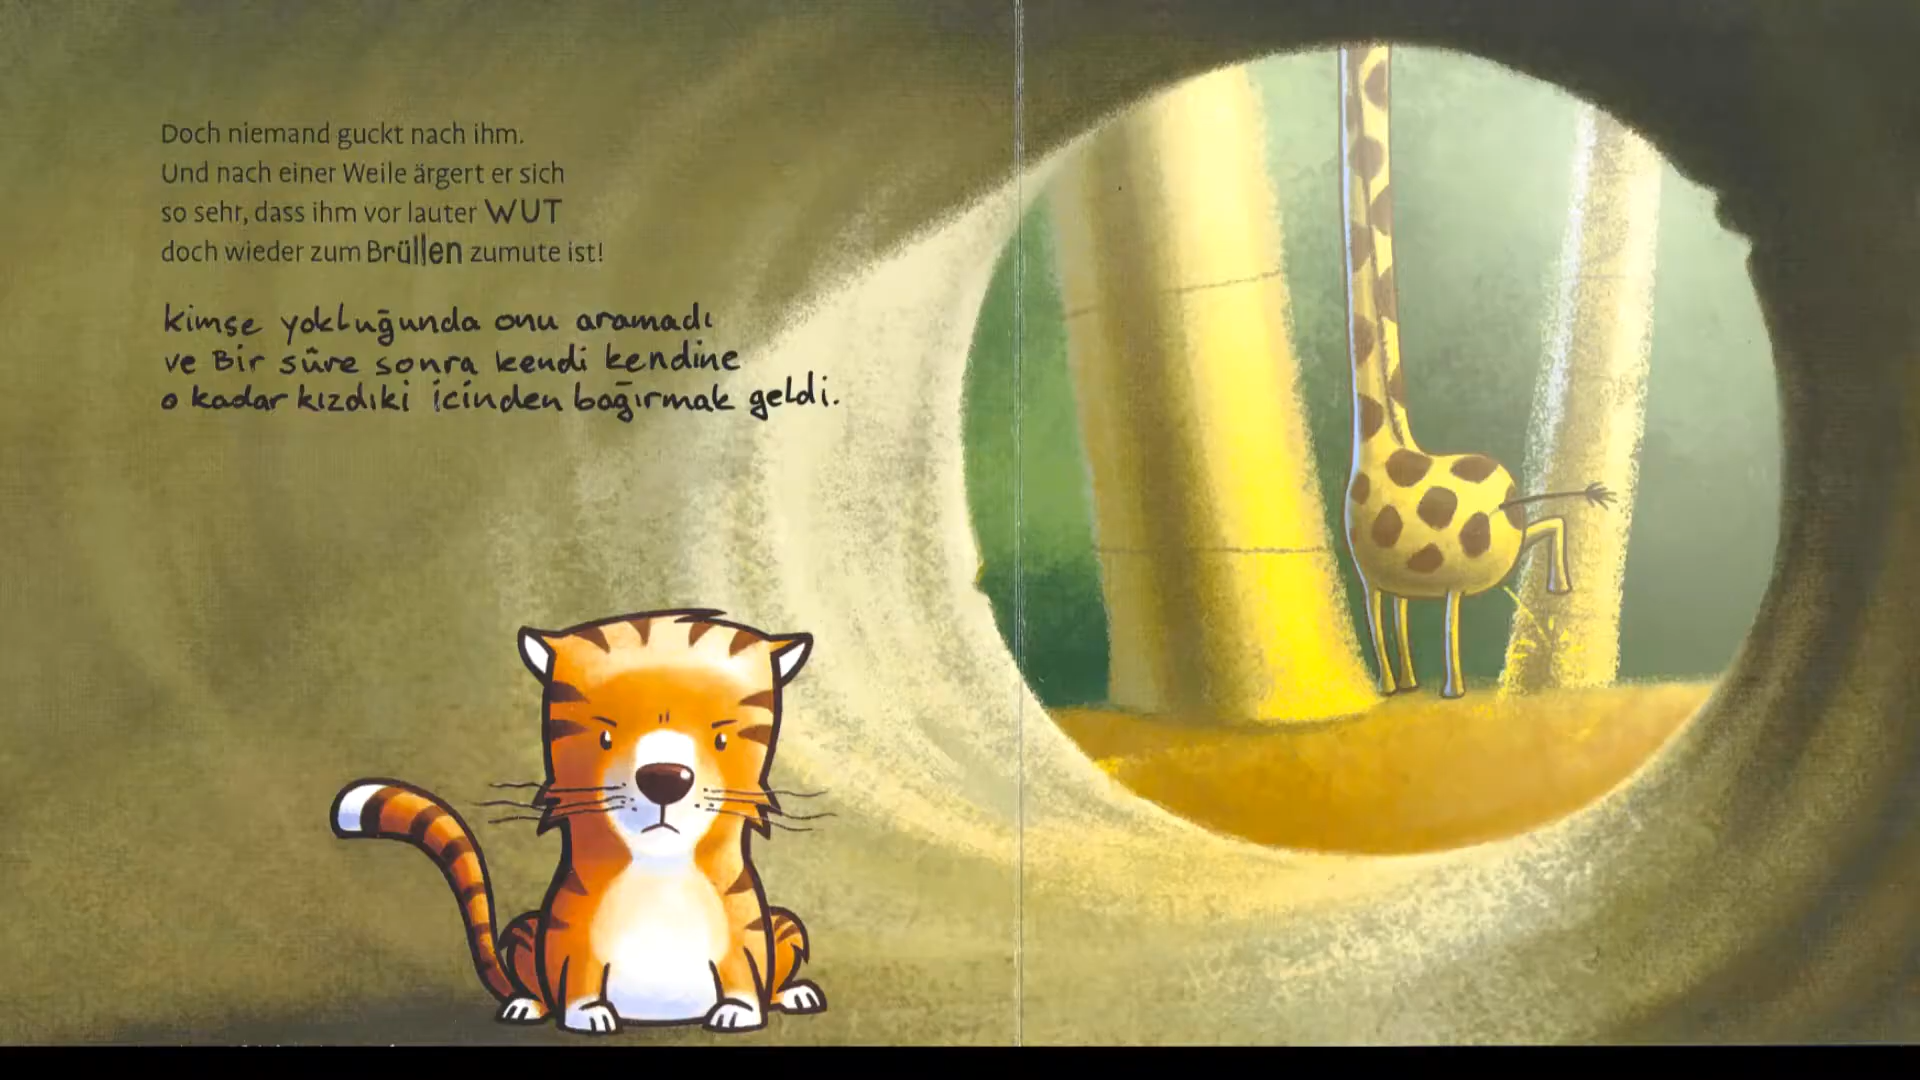 Doch niemand guckt nach ihm.
Und nach einer Weile ärgert er sich
so sehr, dass ihm vor lauter WUT
doch wieder zum Brüllen zumute ist!
kimse yokluğunda onu aramadı
ve Bir süre sonra kendi kendine
o kadar kızdıki içinden bağırmak geldi.